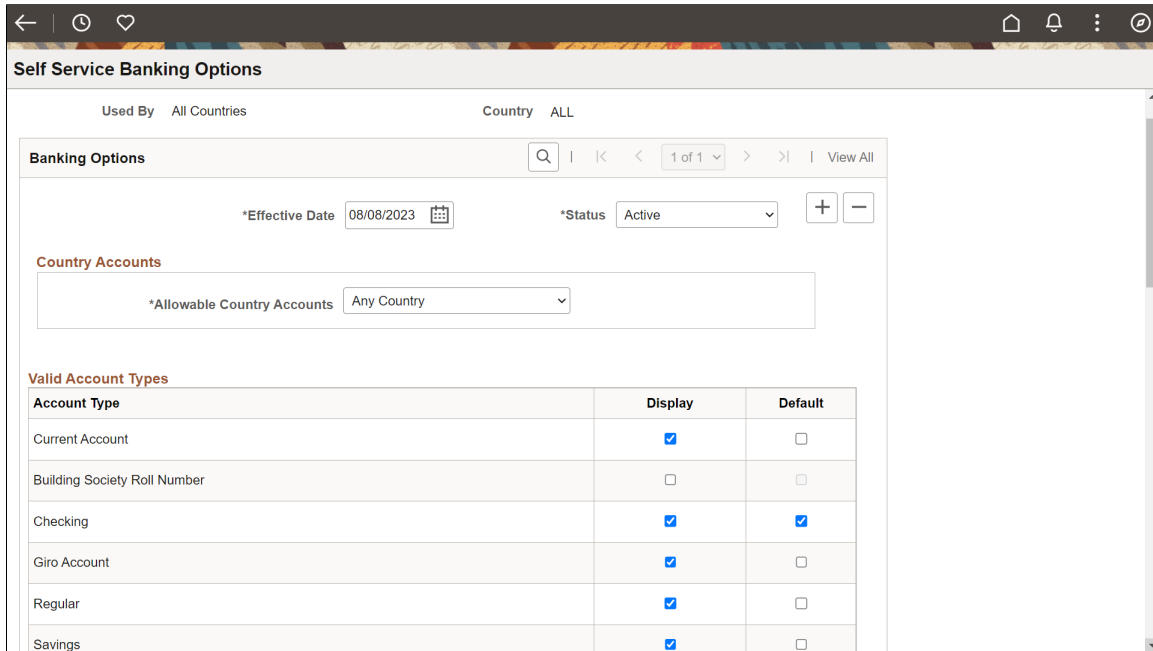 Self Service Banking Options
Used By All Countries Country ALL
Banking Options 1 of 1 View All
*Effective Date 08/08/2023 *Status Active
Country Accounts
*Allowable Country Accounts Any Country
Valid Account Types
Account Type Display Default
Current Account
Building Society Roll Number
Checking
Giro Account
Regular
Savings